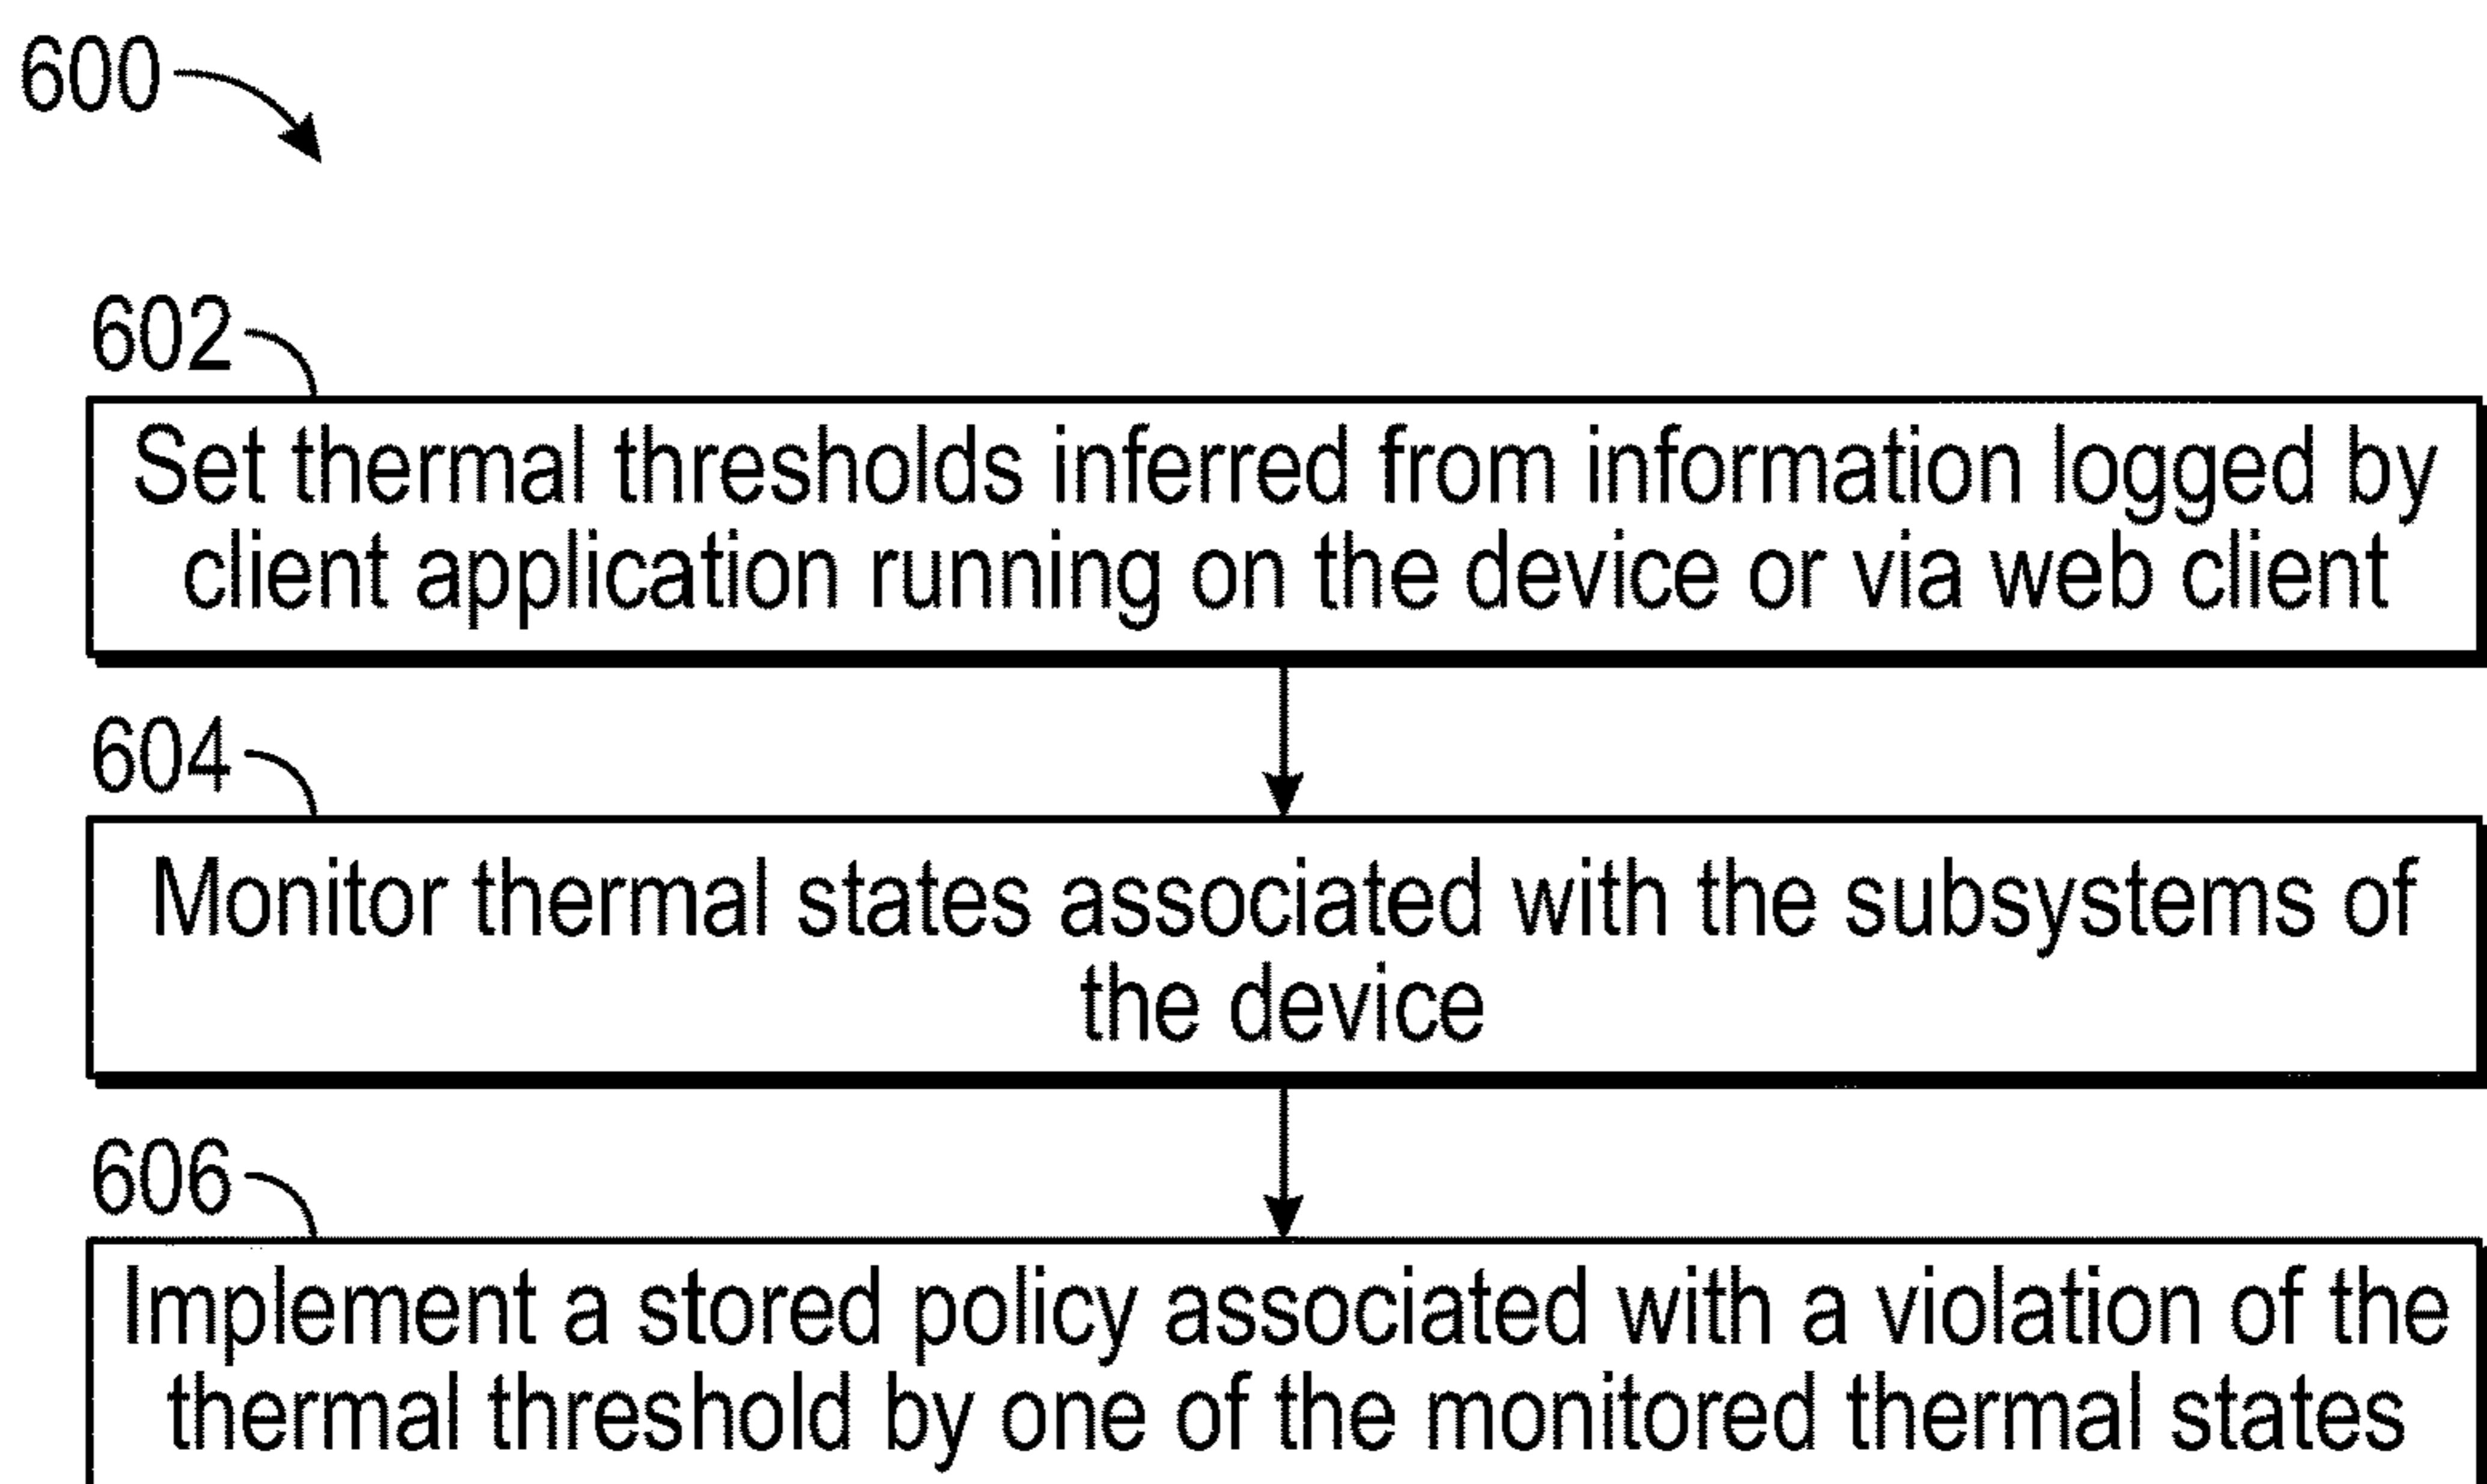 600
602
Set thermal thresholds inferred from information logged by
client application running on the device or via web client
604
Monitor thermal states associated with the subsystems of
the device
606
Implement a stored policy associated with a violation of the
thermal threshold by one of the monitored thermal states